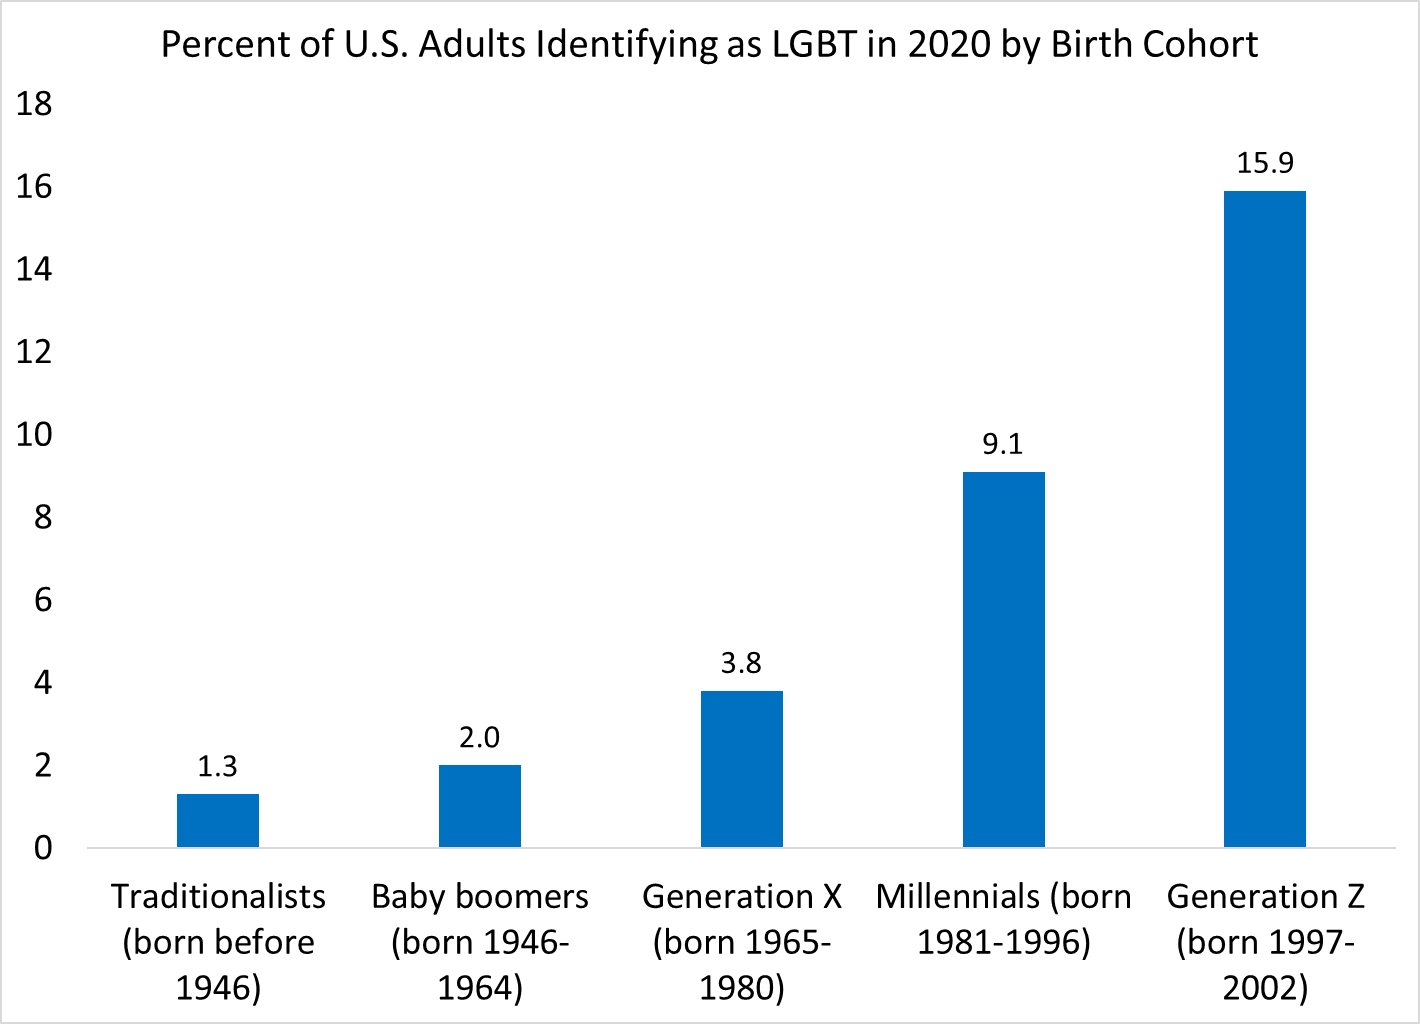 Percent of U.S. Adults Identifying as LGBT in 2020 by Birth Cohort
18
16
14
12
10
8
6
4
2
0
1.3
2.0
3.8
9.1
15.9
Traditionalists
(born before
1946)
Baby boomers
(born 1946-
1964)
Generation X
(born 1965-
1980)
Millennials (born
1981-1996)
Generation Z
(born 1997-
2002)